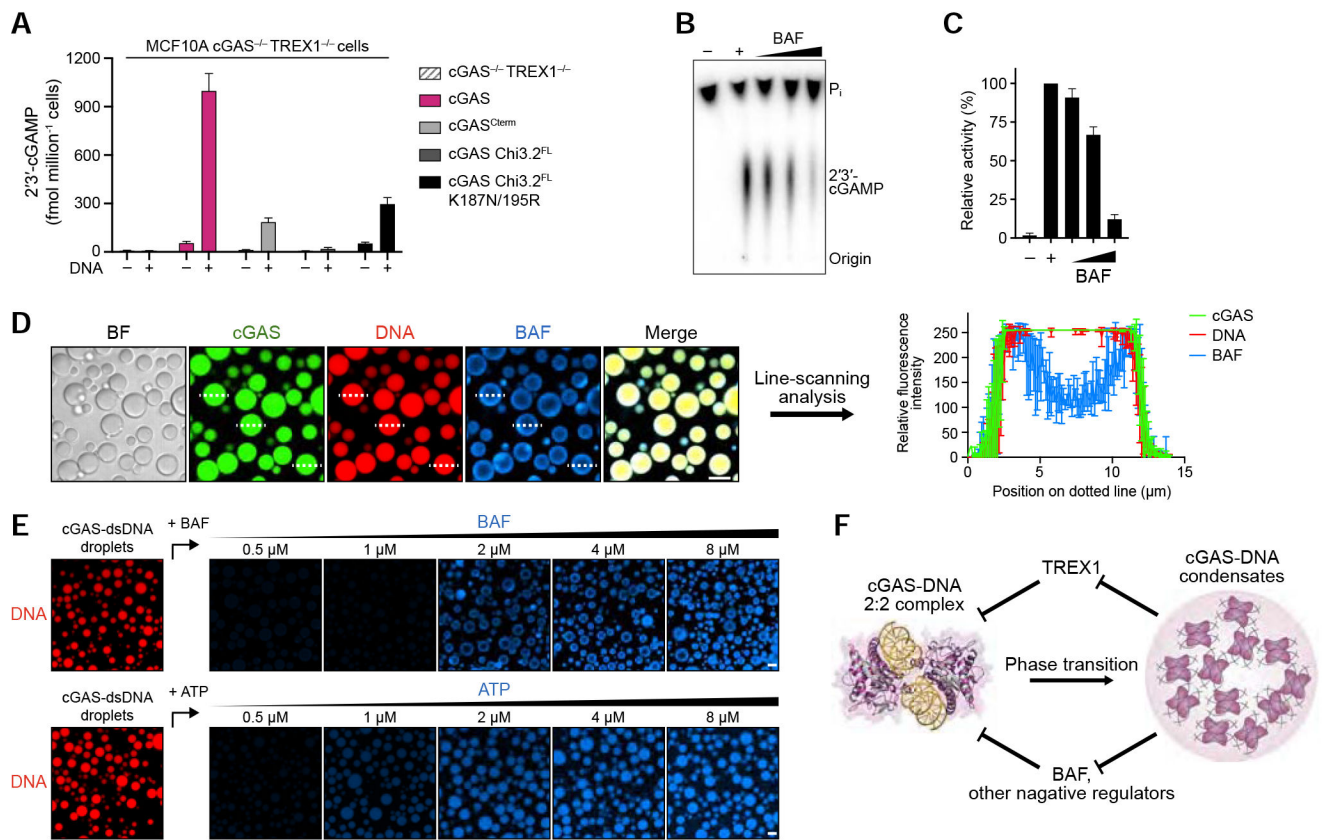 A
MCF10A cGAS–/– TREX1–/– cells
2′3′-cGAMP
(fmol million-1 cells)
1200
900
600
300
0
DNA – + – + – + – + – +
cGAS–/– TREX1–/–
cGAS
cGASCterm
cGAS Chi3.2FL
cGAS Chi3.2FL
K187N/195R
B
BAF
– +
Pi
2′3′-
cGAMP
Origin
C
Relative activity (%)
100
75
50
25
0
– +
BAF
D
BF cGAS DNA BAF Merge
Line-scanning
analysis
Relative fluorescence
intensity
250
200
150
100
50
0
0 5 10 15
Position on dotted line (µm)
cGAS
DNA
BAF
E
cGAS-dsDNA
droplets
+ BAF
BAF
0.5 µM 1 µM 2 µM 4 µM 8 µM
DNA
cGAS-dsDNA
droplets
+ ATP
ATP
0.5 µM 1 µM 2 µM 4 µM 8 µM
DNA
F
TREX1
cGAS-DNA
2:2 complex
cGAS-DNA
condensates
Phase transition
BAF,
other nagative regulators